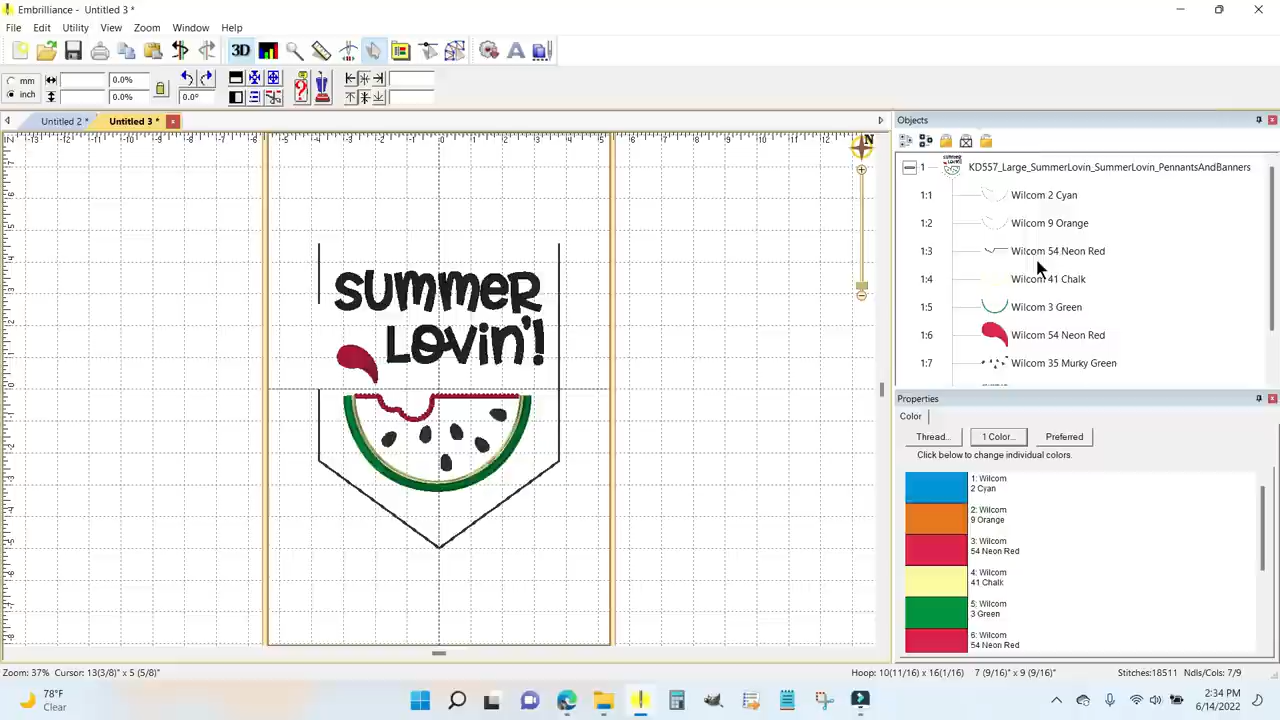 Embrilliance - Untitled 3 *
File Edit Utility View Zoom Window Help
3D
mm 0.0%
inch 0.0% 0.0°
Untitled 2 * Untitled 3 *
N
summer
Lovin'!
Objects
1 KD557_Large_SummerLovin_SummerLovin_PennantsAndBanners
1:1 Wilcom 2 Cyan
1:2 Wilcom 9 Orange
1:3 Wilcom 54 Neon Red
1:4 Wilcom 41 Chalk
1:5 Wilcom 3 Green
1:6 Wilcom 54 Neon Red
1:7 Wilcom 35 Murky Green
Properties
Color
Thread... 1 Color... Preferred
Click below to change individual colors.
1: Wilcom
2 Cyan
2: Wilcom
9 Orange
3: Wilcom
54 Neon Red
4: Wilcom
41 Chalk
5: Wilcom
3 Green
6: Wilcom
54 Neon Red
Zoom: 37% Cursor: 13(3/8)" x 5 (5/8)" Hoop: 10(11/16) x 16(1/16) 7 (9/16)" x 9 (9/16)" Stitches:18511 Ndls/Cols: 7/9
78°F
Clear
2:34 PM
6/14/2022